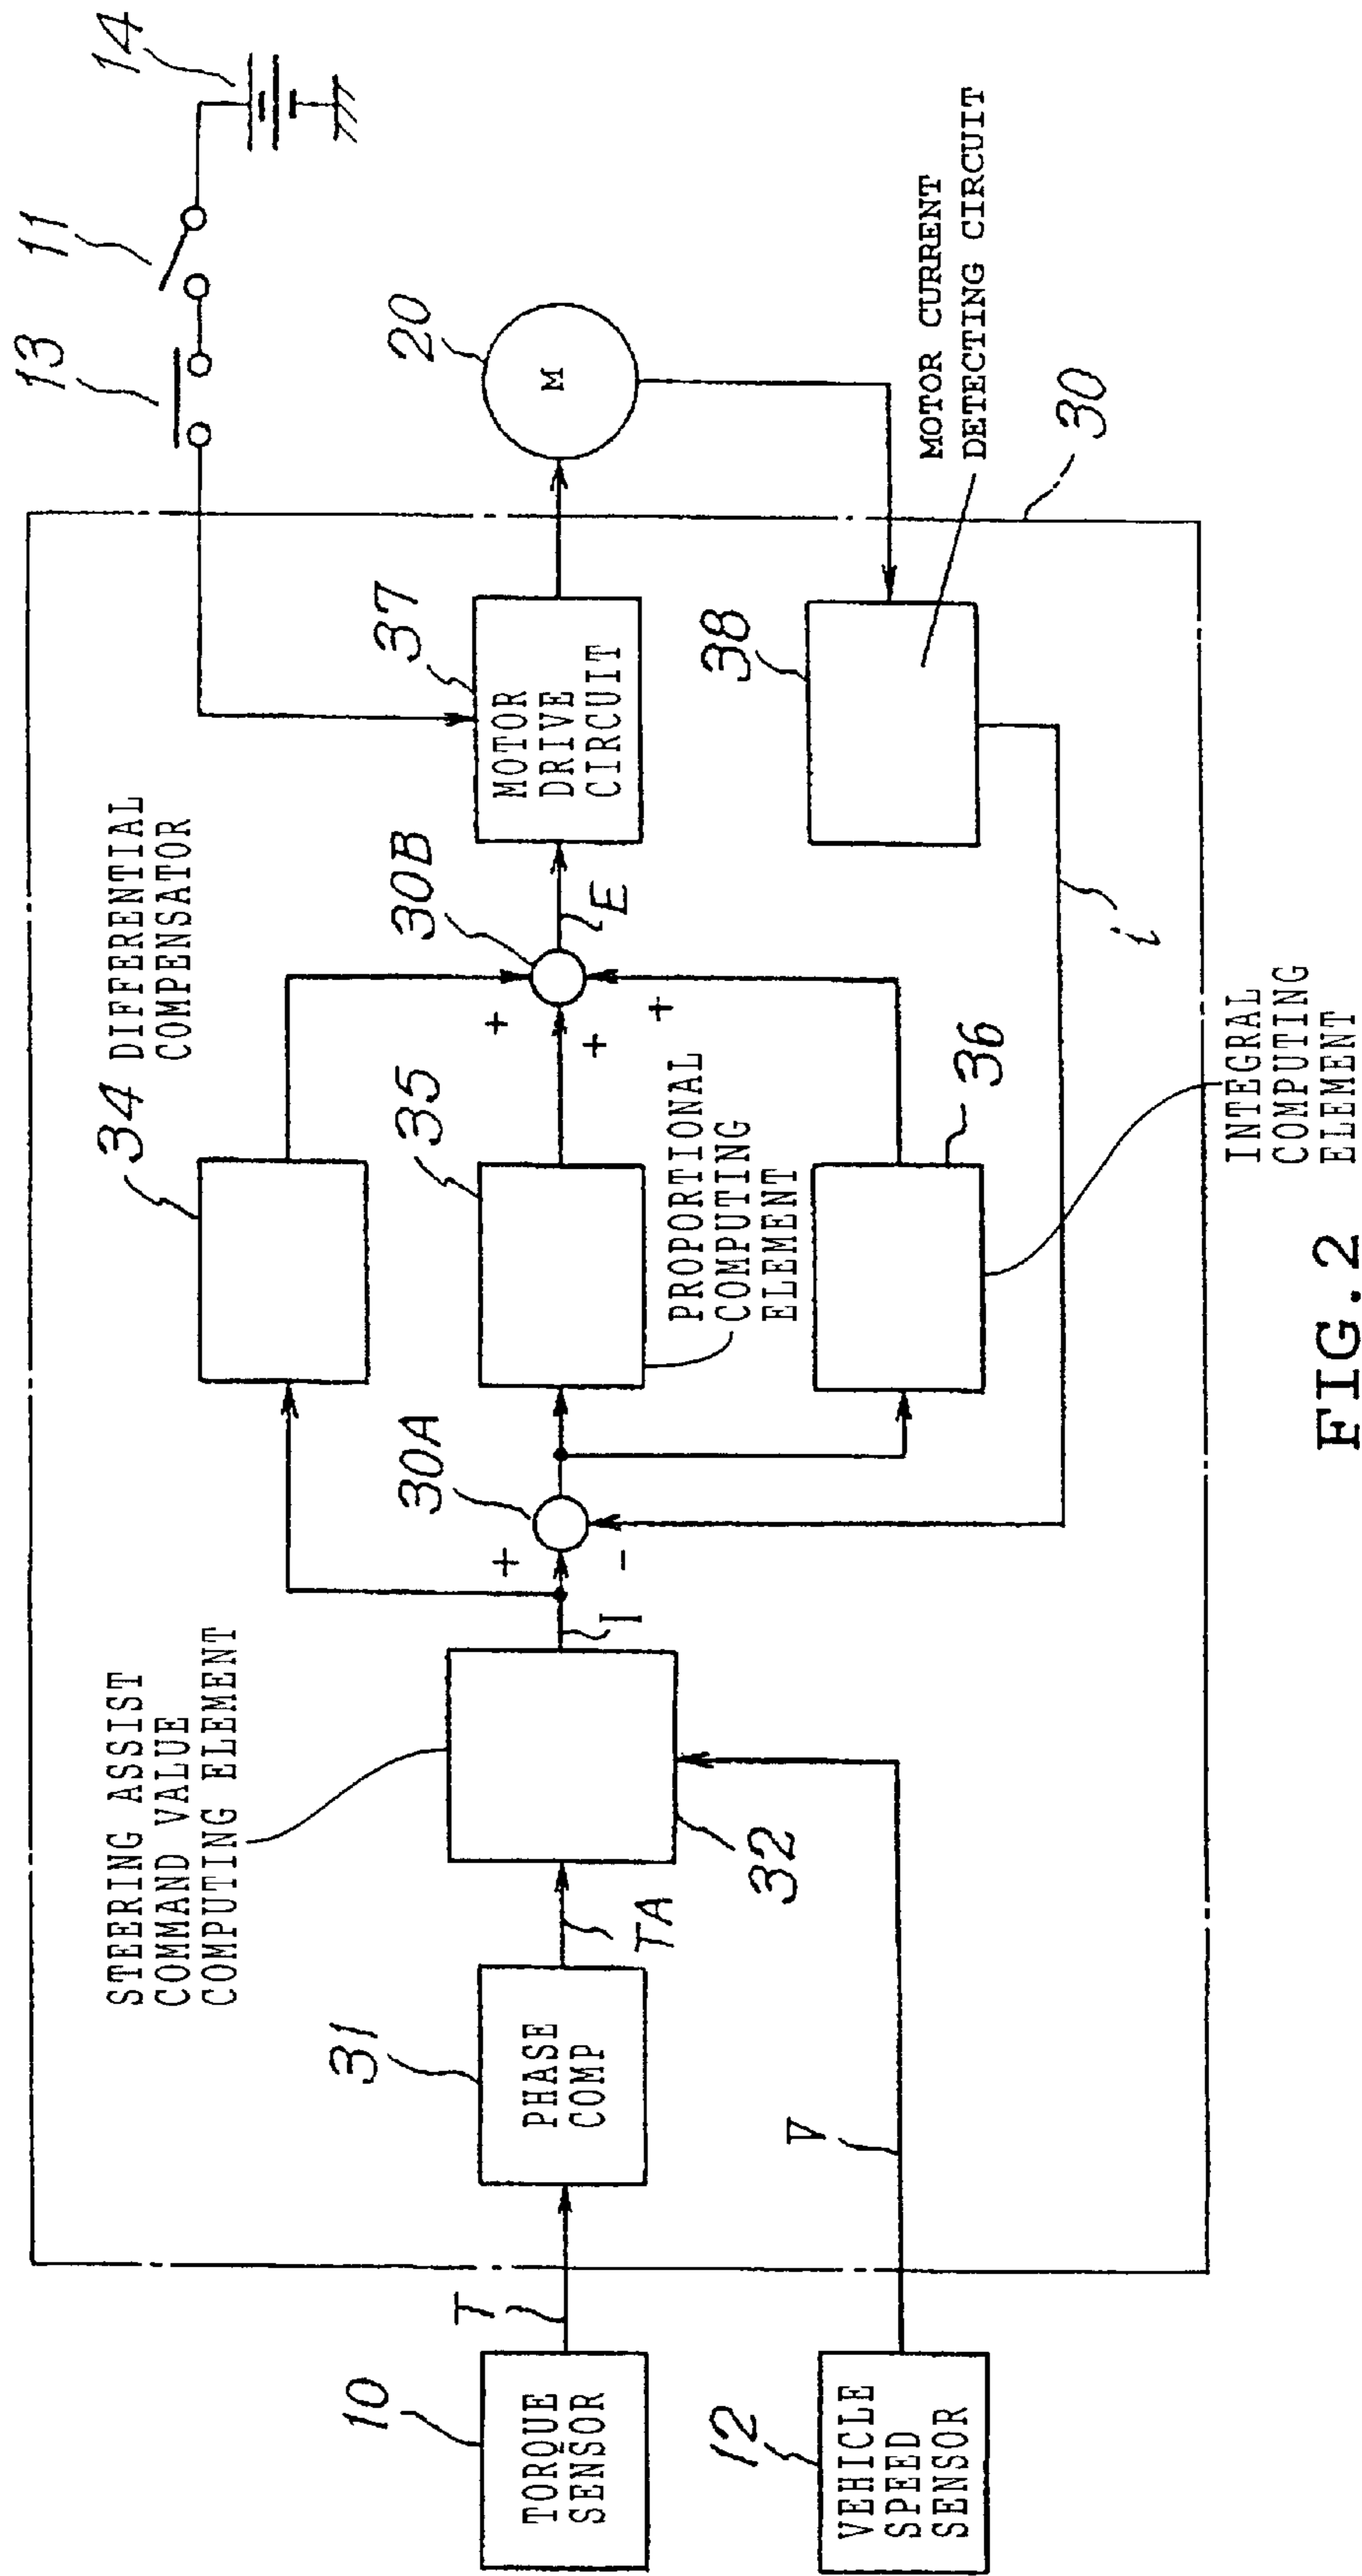 14
11
13
20
M
MOTOR CURRENT
DETECTING CIRCUIT
30
37
MOTOR
DRIVE
CIRCUIT
38
34
DIFFERENTIAL
COMPENSATOR
30B
E
+
+
+
i
35
PROPORTIONAL
COMPUTING
ELEMENT
36
INTEGRAL
COMPUTING
ELEMENT
30A
+
-
I
STEERING ASSIST
COMMAND VALUE
COMPUTING ELEMENT
32
TA
31
PHASE
COMP
V
T
10
TORQUE
SENSOR
12
VEHICLE
SPEED
SENSOR
FIG. 2